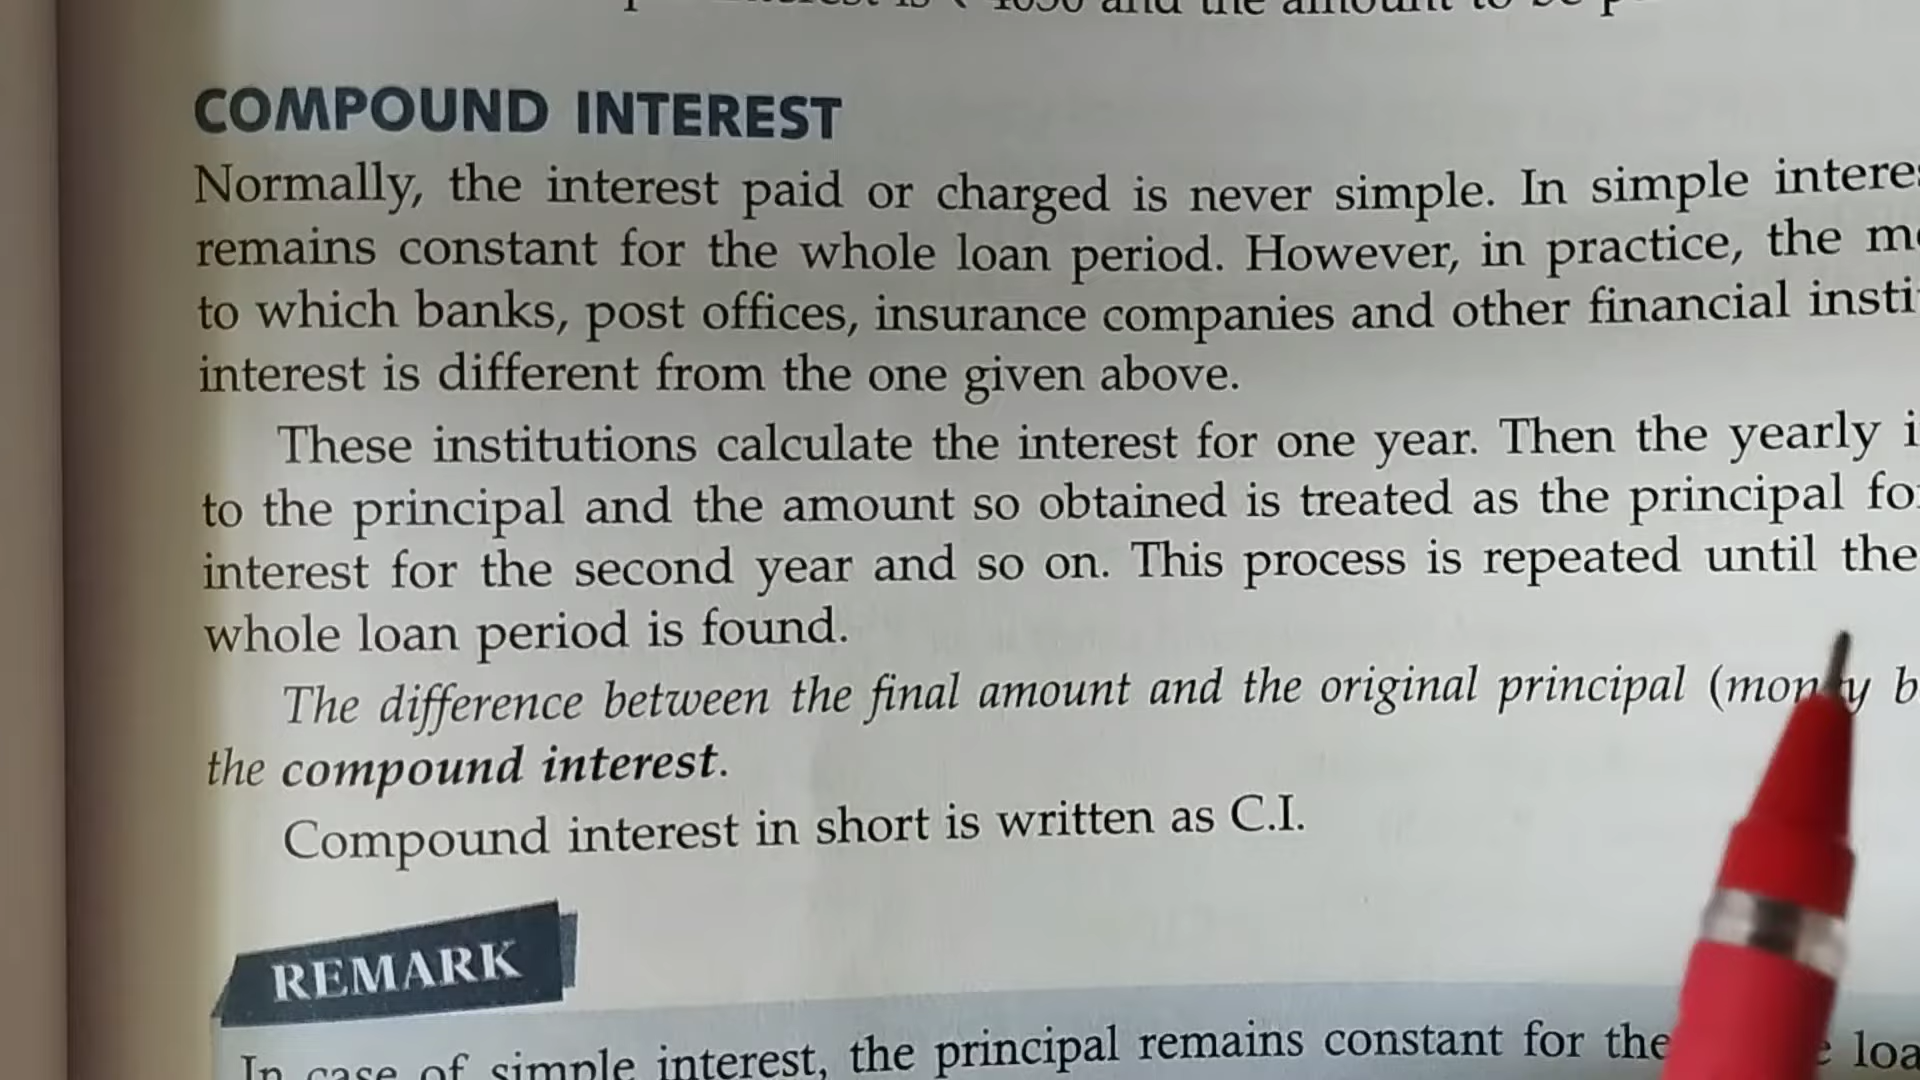 and the amount to be
COMPOUND INTEREST
Normally, the interest paid or charged is never simple. In simple
remains constant for the whole loan period. However, in practice, the
to which banks, post offices, insurance companies and other financial
interest is different from the one given above.
These institutions calculate the interest for one year. Then the yearly
to the principal and the amount so obtained is treated as the principal
interest for the second year and so on. This process is repeated until the
whole loan period is found.
The difference between the final amount and the original principal (money
the compound interest.
Compound interest in short is written as C.I.
REMARK
In case of simple interest, the principal remains constant for the